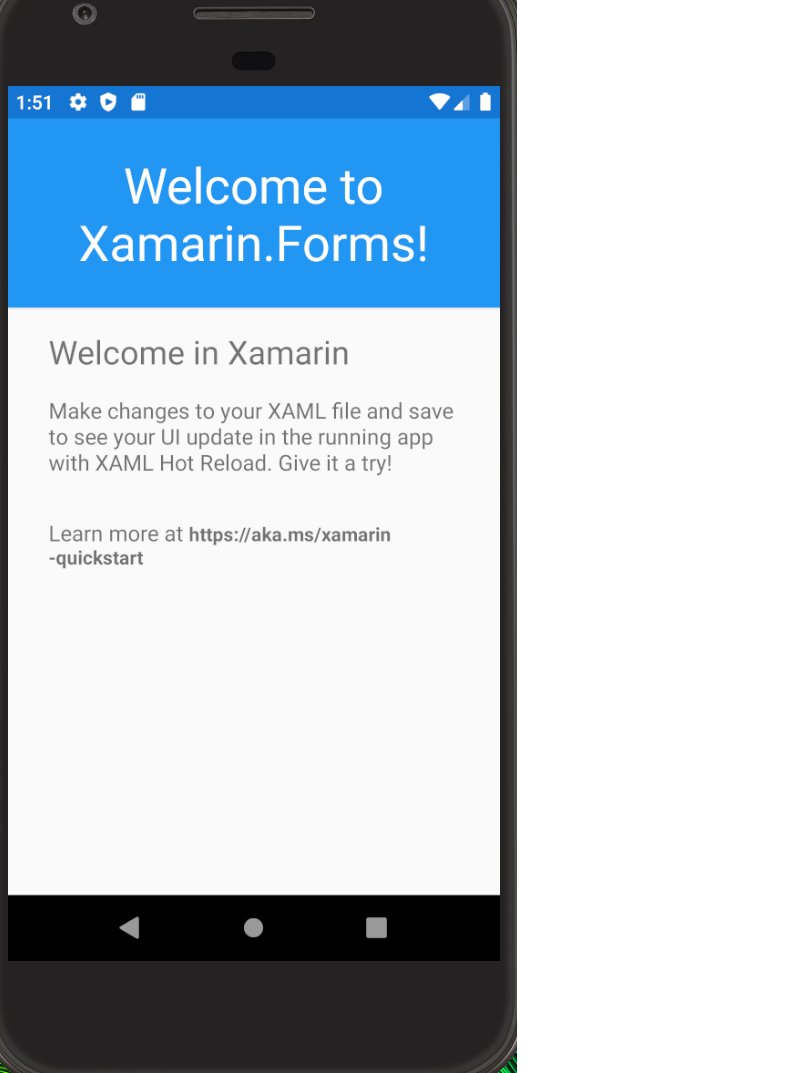 1:51
Welcome to
Xamarin.Forms!
Welcome in Xamarin
Make changes to your XAML file and save
to see your UI update in the running app
with XAML Hot Reload. Give it a try!
Learn more at https://aka.ms/xamarin
-quickstart